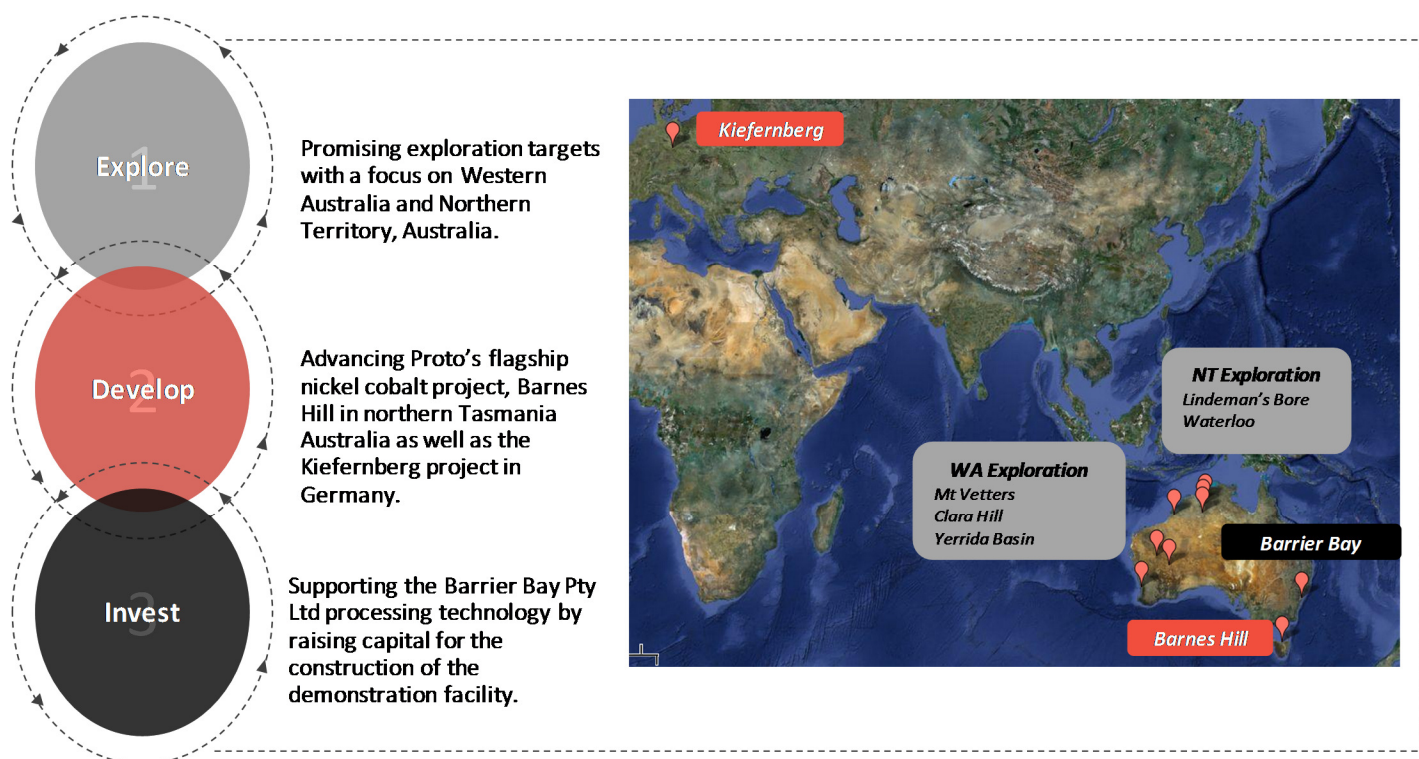 1
Explore
Promising exploration targets
with a focus on Western
Australia and Northern
Territory, Australia.
2
Develop
Advancing Proto’s flagship
nickel cobalt project, Barnes
Hill in northern Tasmania
Australia as well as the
Kiefernberg project in
Germany.
3
Invest
Supporting the Barrier Bay Pty
Ltd processing technology by
raising capital for the
construction of the
demonstration facility.
Kiefernberg
NT Exploration
Lindeman’s Bore
Waterloo
WA Exploration
Mt Vetters
Clara Hill
Yerrida Basin
Barrier Bay
Barnes Hill